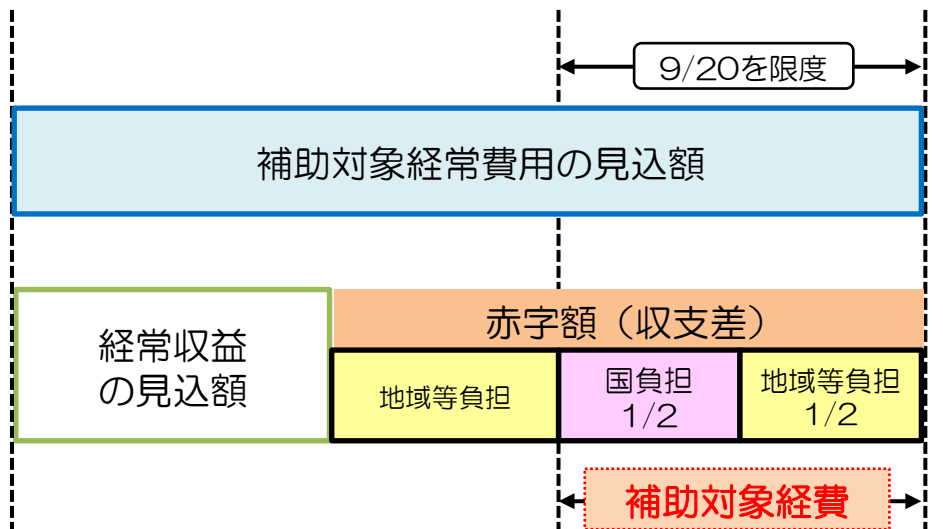 9/20を限度
補助対象経常費用の見込額
経常収益
の見込額
赤字額（収支差）
地域等負担
国負担
1/2
地域等負担
1/2
補助対象経費